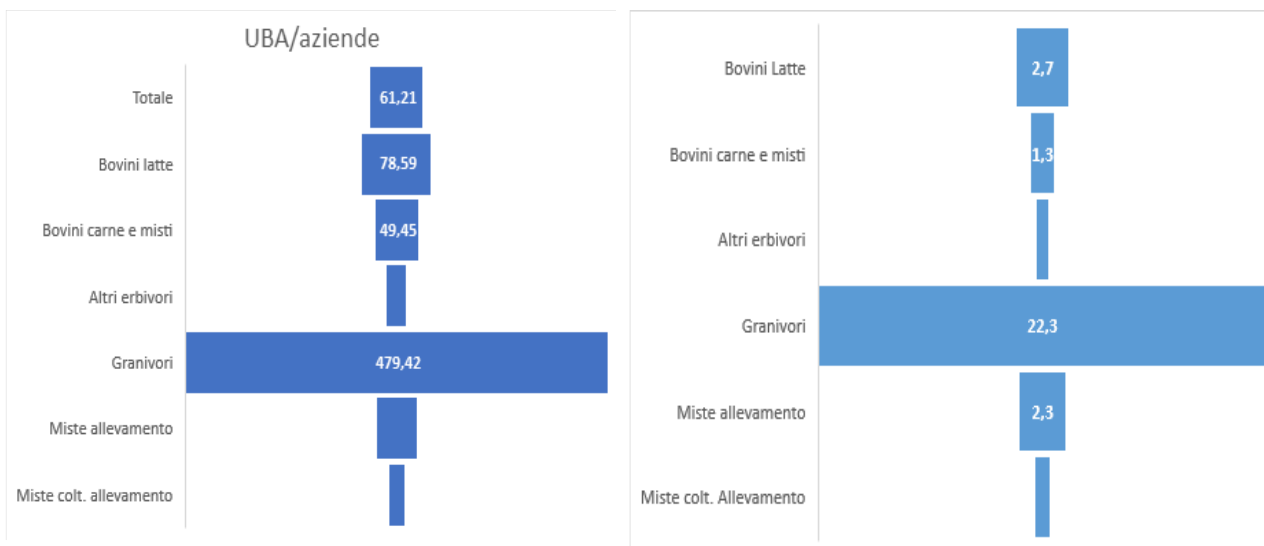 UBA/aziende
Totale
61,21
Bovini latte
78,59
Bovini carne e misti
49,45
Altri erbivori
Granivori
479,42
Miste allevamento
Miste colt. allevamento
Bovini Latte
2,7
Bovini carne e misti
1,3
Altri erbivori
Granivori
22,3
Miste allevamento
2,3
Miste colt. Allevamento